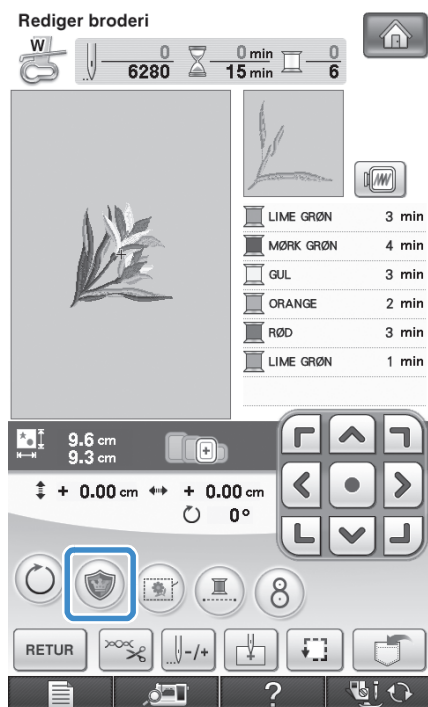 Rediger broderi
W
0 0 min 0
6280 15 min 6
LIME GRØN 3 min
MØRK GRØN 4 min
GUL 3 min
ORANGE 2 min
RØD 3 min
LIME GRØN 1 min
9.6 cm
9.3 cm
+ 0.00 cm + 0.00 cm
0°
RETUR -/+
?